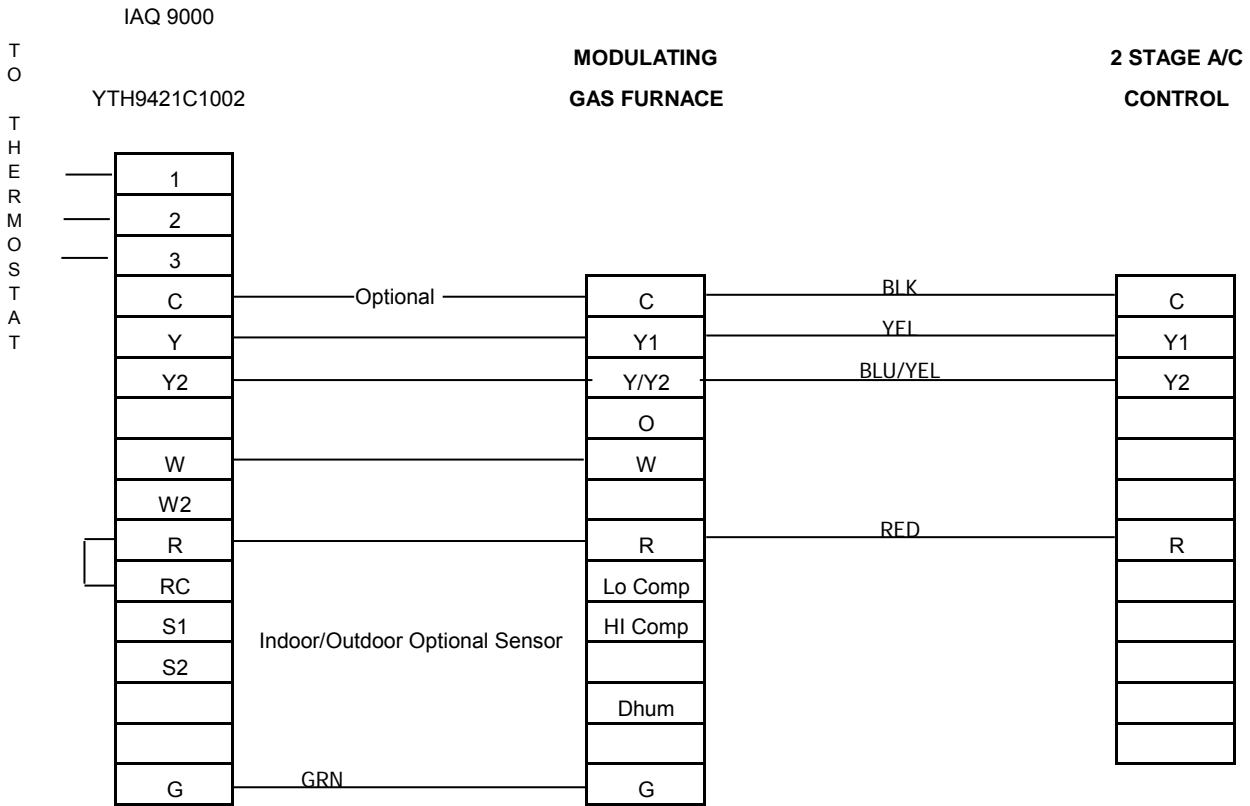 IAQ 9000
TO THERMOSTAT
YTH9421C1002
MODULATING
GAS FURNACE
2 STAGE A/C
CONTROL
1
2
3
C Optional C BLK C
Y Y1 YEL Y1
Y2 Y/Y2 BLU/YEL Y2
O
W W
W2
R R RED R
RC Lo Comp
S1 HI Comp
Indoor/Outdoor Optional Sensor
S2
Dhum
G GRN G